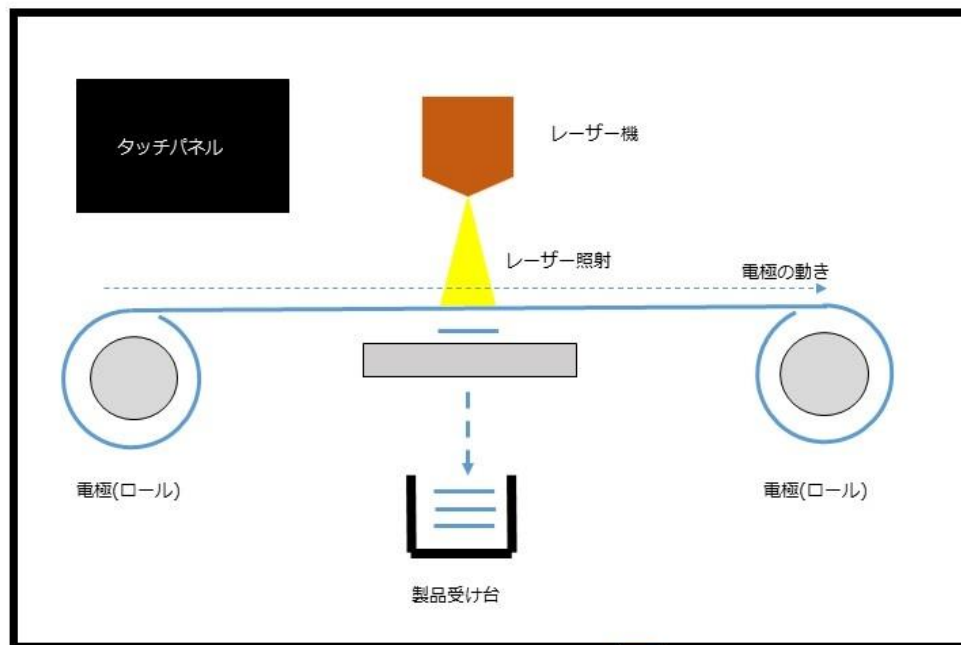 タッチパネル
レーザー機
レーザー照射
電極の動き
電極(ロール)
電極(ロール)
製品受け台